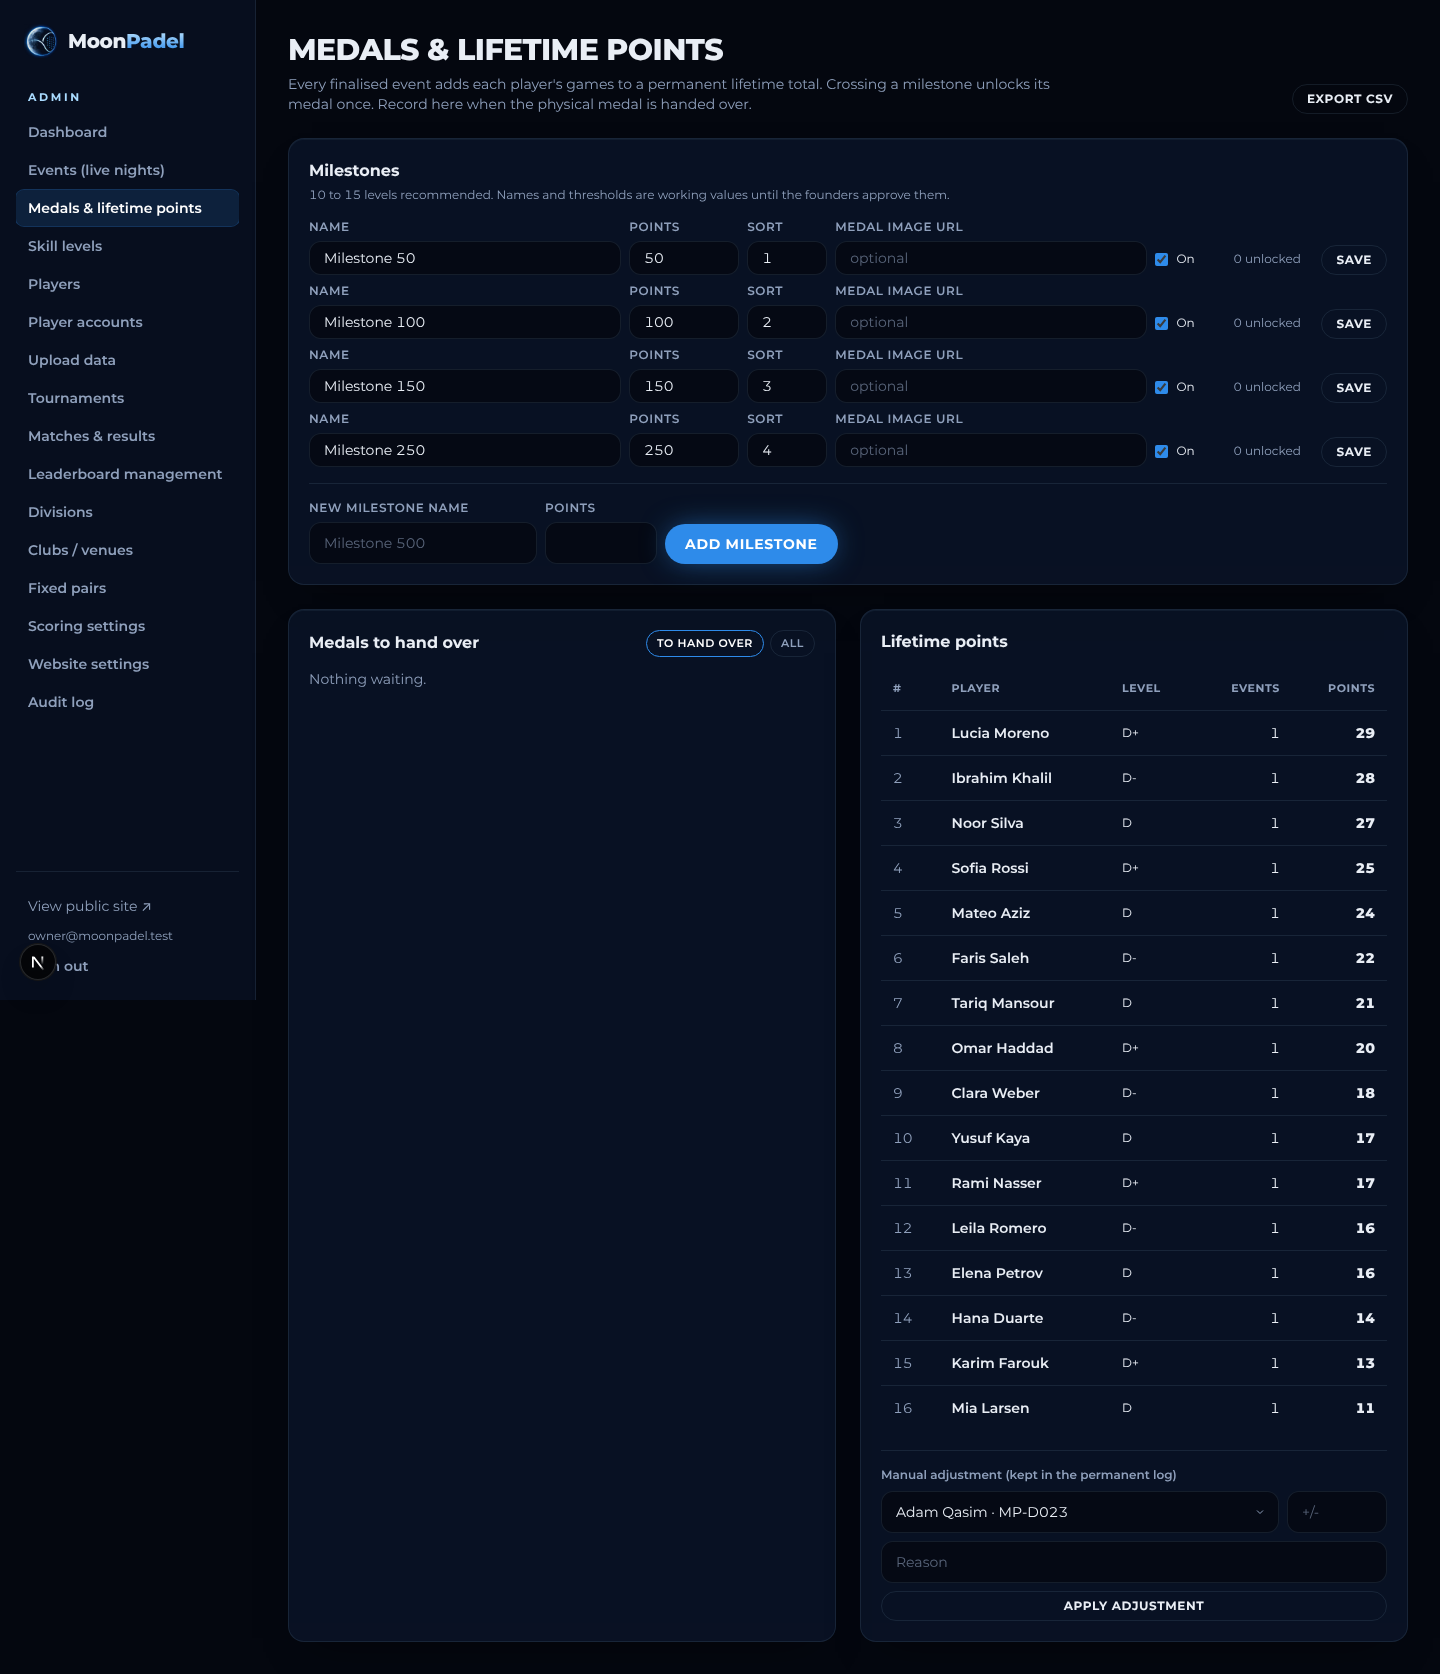 MoonPadel
ADMIN
Dashboard
Events (live nights)
Medals & lifetime points
Skill levels
Players
Player accounts
Upload data
Tournaments
Matches & results
Leaderboard management
Divisions
Clubs / venues
Fixed pairs
Scoring settings
Website settings
Audit log
View public site ↗
owner@moonpadel.test
N
out
MEDALS & LIFETIME POINTS
Every finalised event adds each player's games to a permanent lifetime total. Crossing a milestone unlocks its
medal once. Record here when the physical medal is handed over.
EXPORT CSV
Milestones
10 to 15 levels recommended. Names and thresholds are working values until the founders approve them.
NAME POINTS SORT MEDAL IMAGE URL
Milestone 50 50 1 optional On 0 unlocked SAVE
NAME POINTS SORT MEDAL IMAGE URL
Milestone 100 100 2 optional On 0 unlocked SAVE
NAME POINTS SORT MEDAL IMAGE URL
Milestone 150 150 3 optional On 0 unlocked SAVE
NAME POINTS SORT MEDAL IMAGE URL
Milestone 250 250 4 optional On 0 unlocked SAVE
NEW MILESTONE NAME POINTS
Milestone 500 ADD MILESTONE
Medals to hand over TO HAND OVER ALL
Nothing waiting.
Lifetime points
# PLAYER LEVEL EVENTS POINTS
1 Lucia Moreno D+ 1 29
2 Ibrahim Khalil D- 1 28
3 Noor Silva D 1 27
4 Sofia Rossi D+ 1 25
5 Mateo Aziz D 1 24
6 Faris Saleh D- 1 22
7 Tariq Mansour D 1 21
8 Omar Haddad D+ 1 20
9 Clara Weber D- 1 18
10 Yusuf Kaya D 1 17
11 Rami Nasser D+ 1 17
12 Leila Romero D- 1 16
13 Elena Petrov D 1 16
14 Hana Duarte D- 1 14
15 Karim Farouk D+ 1 13
16 Mia Larsen D 1 11
Manual adjustment (kept in the permanent log)
Adam Qasim · MP-D023 +/-
Reason
APPLY ADJUSTMENT